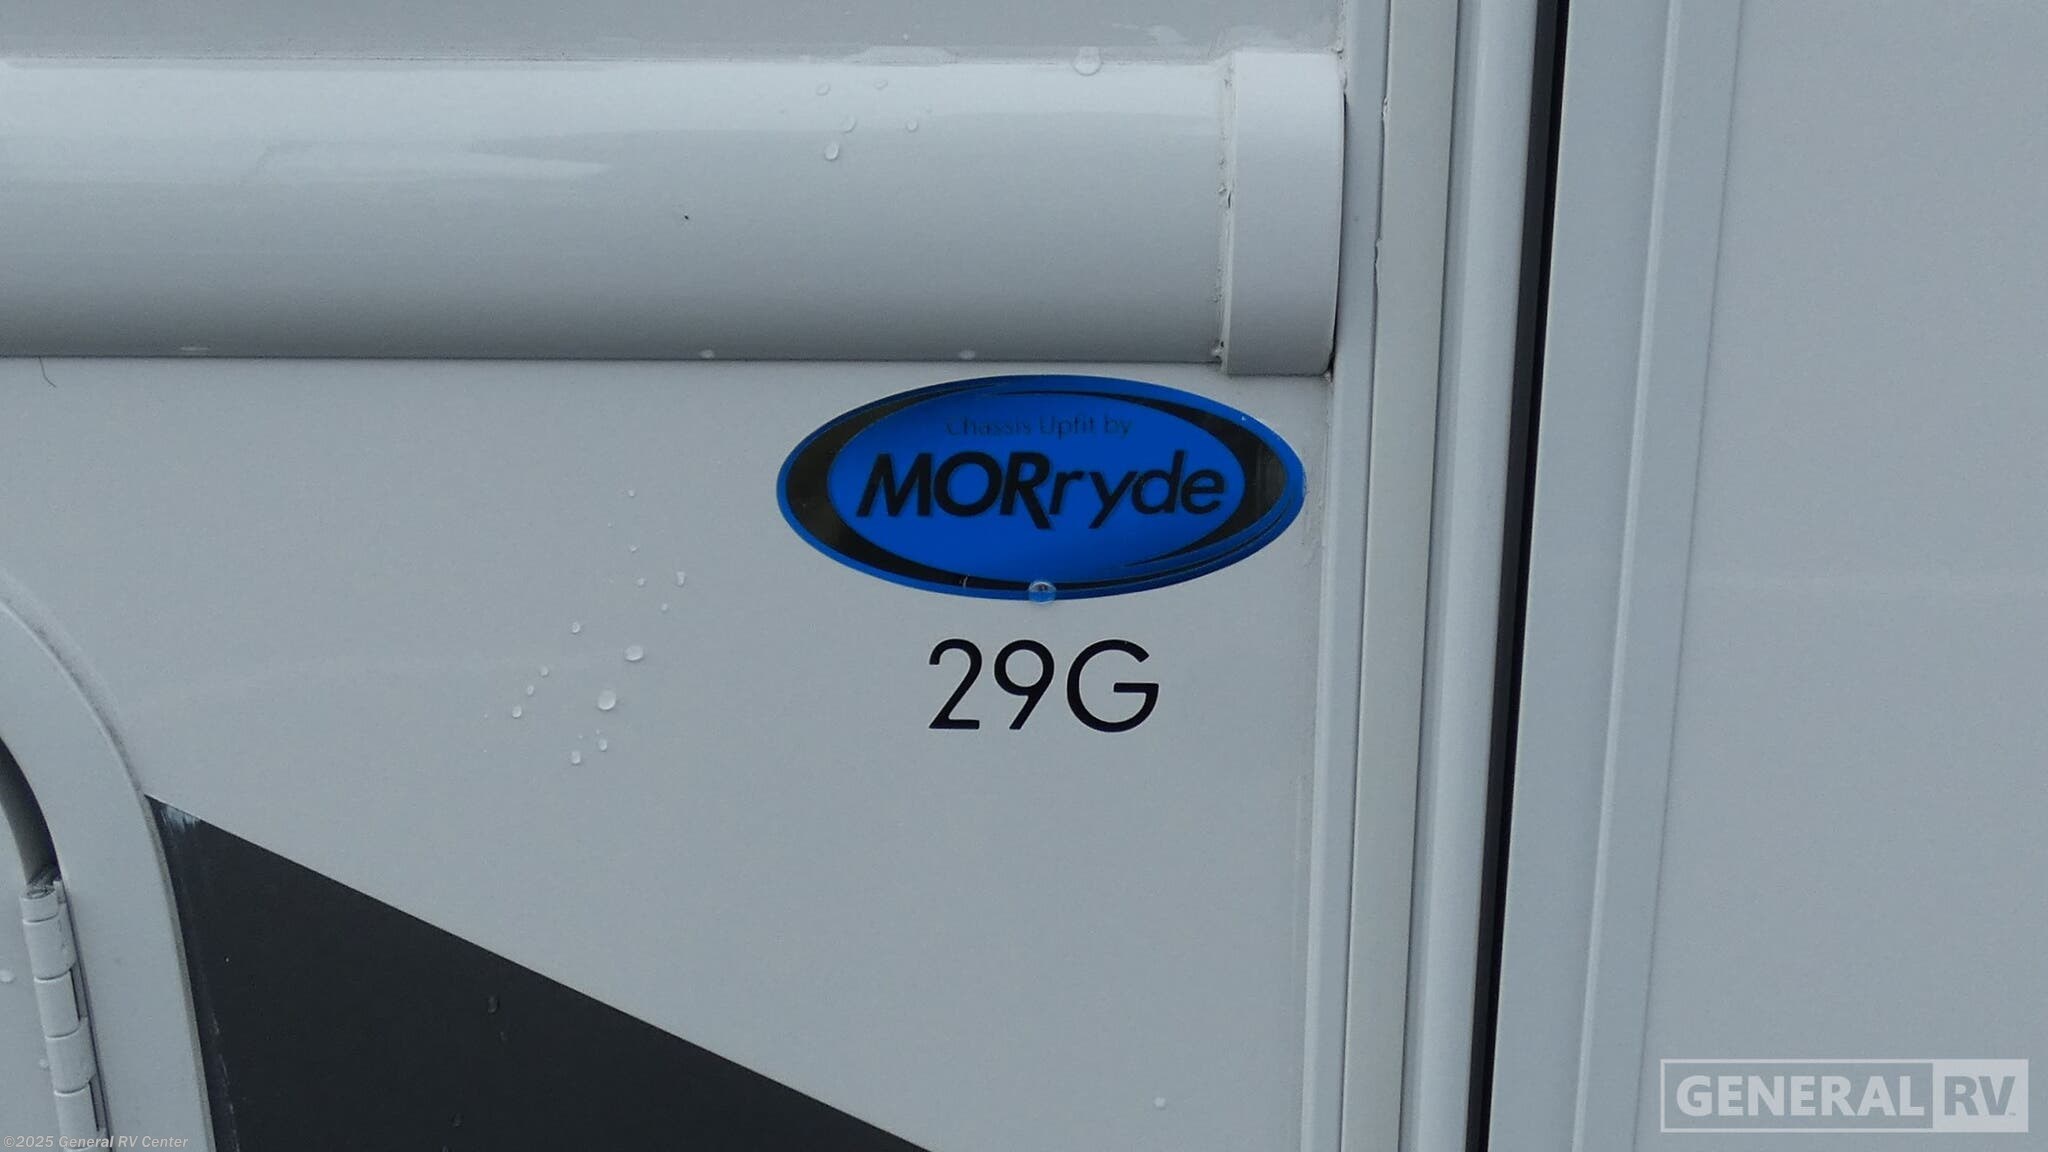 Chassis Upfit by
MORryde
29G
GENERAL RV
©2025 General RV Center